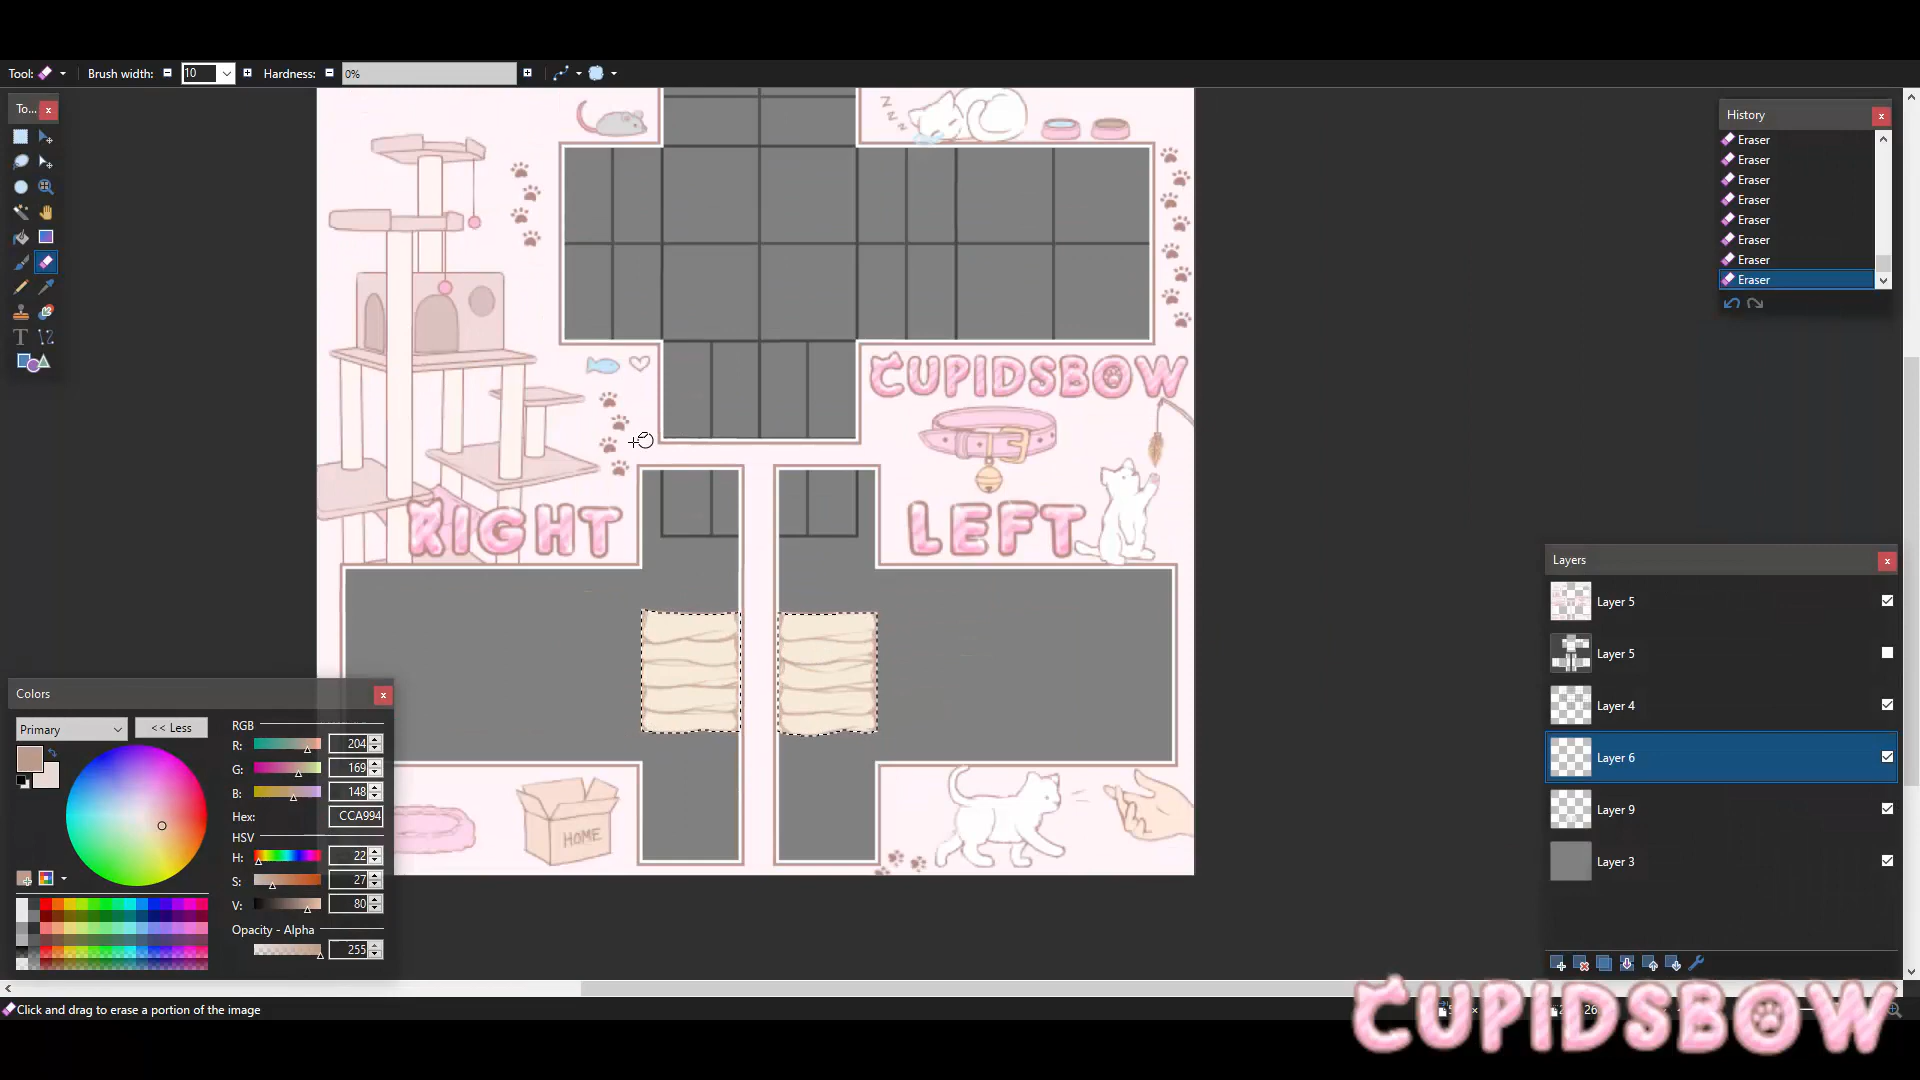 Tool:
Brush width:
10
Hardness:
0%
To...
History
Eraser
Eraser
Eraser
Eraser
Eraser
Eraser
Eraser
Eraser
z z z z
CUPIDSBOW
RIGHT
LEFT
HOME
Layers
Layer 5
Layer 5
Layer 4
Layer 6
Layer 9
Layer 3
Colors
Primary
<< Less
RGB
R:
204
G:
169
B:
148
Hex:
CCA994
HSV
H:
22
S:
27
V:
80
Opacity - Alpha
255
Click and drag to erase a portion of the image
CUPIDSBOW